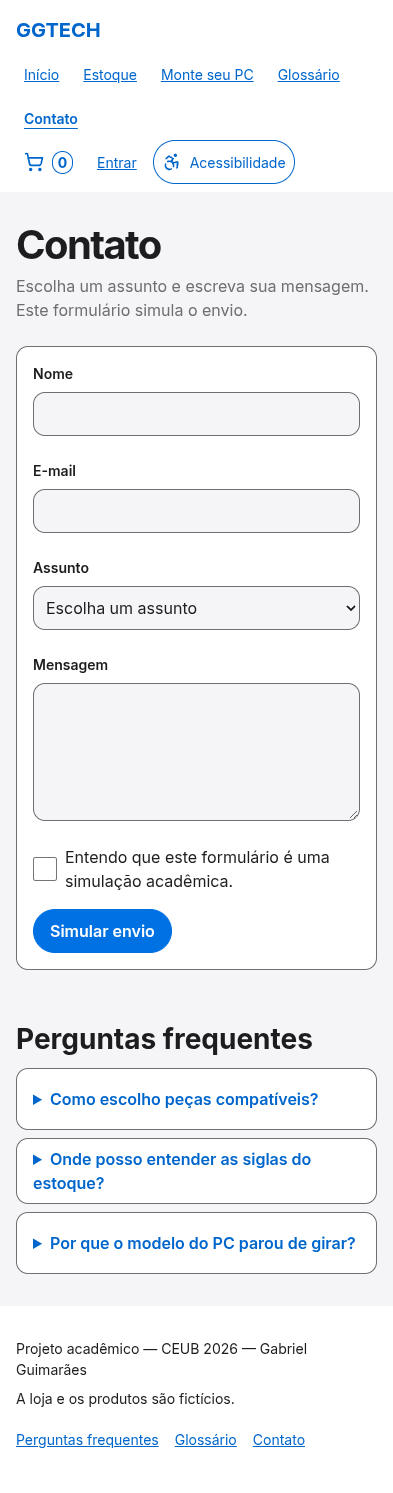 GGTECH
Início Estoque Monte seu PC Glossário
Contato
0 Entrar Acessibilidade
Contato
Escolha um assunto e escreva sua mensagem.
Este formulário simula o envio.
Nome
E-mail
Assunto
Escolha um assunto
Mensagem
Entendo que este formulário é uma
simulação acadêmica.
Simular envio
Perguntas frequentes
Como escolho peças compatíveis?
Onde posso entender as siglas do
estoque?
Por que o modelo do PC parou de girar?
Projeto acadêmico — CEUB 2026 — Gabriel
Guimarães
A loja e os produtos são fictícios.
Perguntas frequentes Glossário Contato